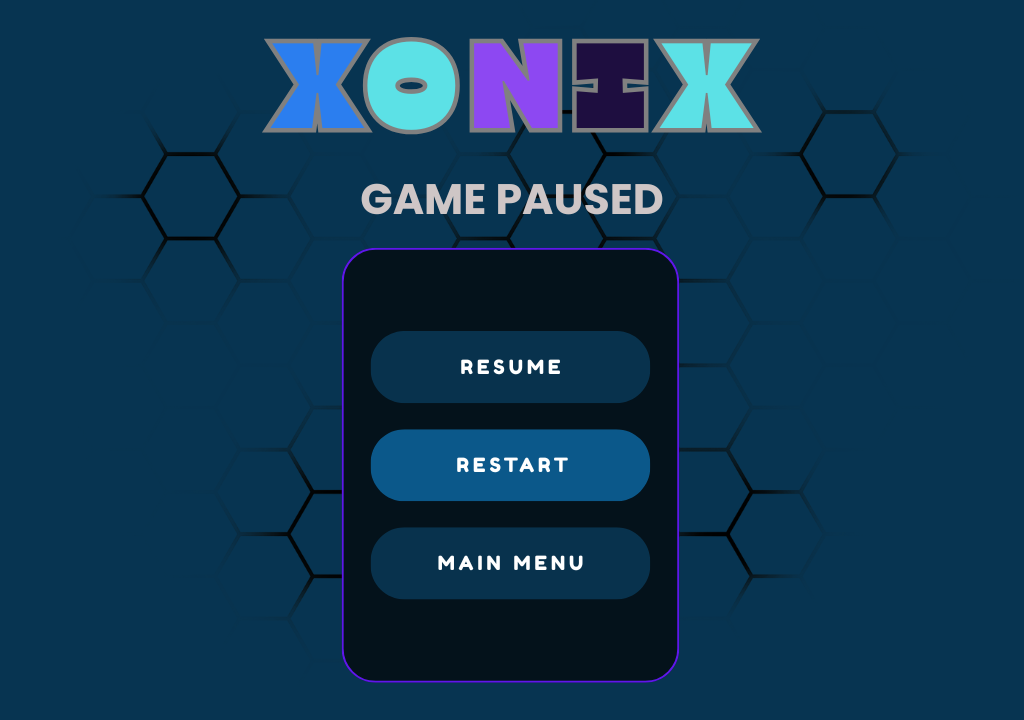 XONIX
GAME PAUSED
RESUME
RESTART
MAIN MENU